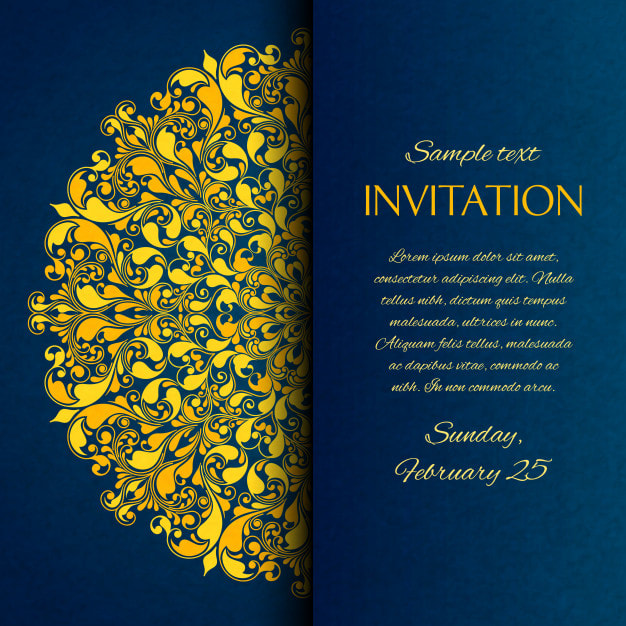 Sample text
INVITATION
Lorem ipsum dolor sit amet,
consectetur adipiscing elit. Nulla
tellus nibh, dictum quis tempus
malesuada, ultrices in nunc.
Aliquam felis tellus, commodo
ac dapibus vitae, commodo ac
nibh. In non commodo arcu.
Sunday,
February 25